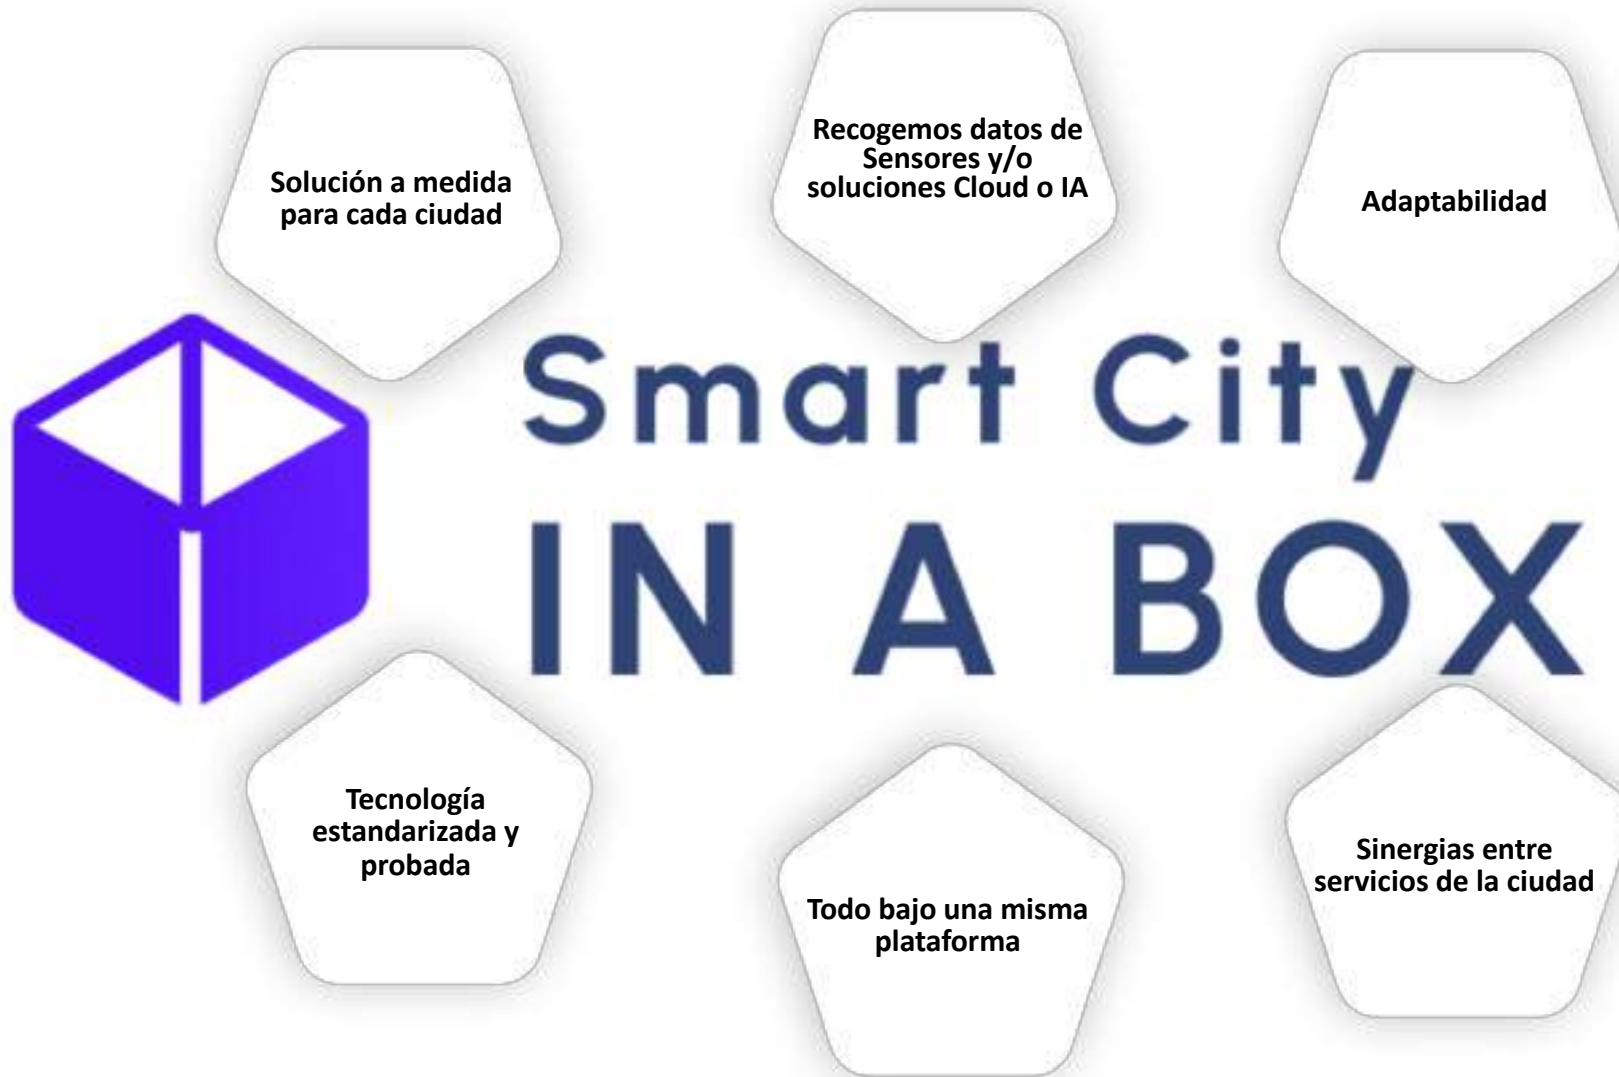 Solución a medida
para cada ciudad
Recogemos datos de
Sensores y/o
soluciones Cloud o IA
Adaptabilidad
Smart City
IN A BOX
Tecnología
estandarizada y
probada
Todo bajo una misma
plataforma
Sinergias entre
servicios de la ciudad